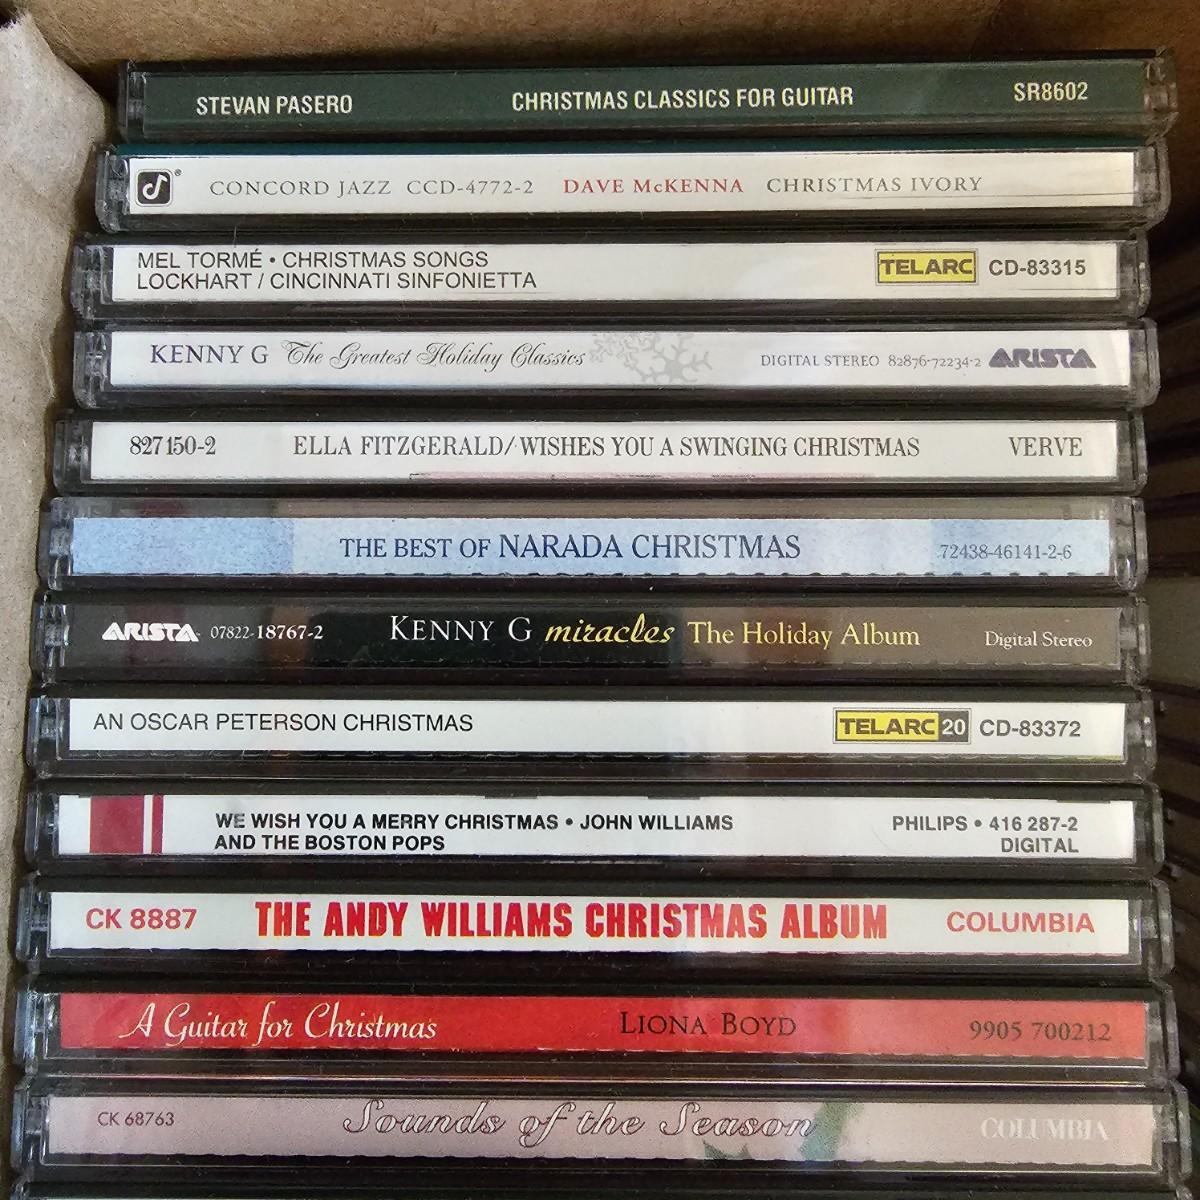 STEVAN PASERO CHRISTMAS CLASSICS FOR GUITAR SR8602
® CONCORD JAZZ CCD-4772-2 DAVE McKENNA CHRISTMAS IVORY
MEL TORMÉ • CHRISTMAS SONGS
LOCKHART / CINCINNATI SINFONIETTA
TELARC CD-83315
KENNY G The Greatest Holiday Classics DIGITAL STEREO 82876-72234-2 ARISTA
827 150-2 ELLA FITZGERALD/WISHES YOU A SWINGING CHRISTMAS VERVE
THE BEST OF NARADA CHRISTMAS 72438-46141-2-6
ARISTA 07822-18767-2 KENNY G miracles The Holiday Album Digital Stereo
AN OSCAR PETERSON CHRISTMAS TELARC 20 CD-83372
WE WISH YOU A MERRY CHRISTMAS • JOHN WILLIAMS
AND THE BOSTON POPS
PHILIPS • 416 287-2
DIGITAL
CK 8887 THE ANDY WILLIAMS CHRISTMAS ALBUM COLUMBIA
A Guitar for Christmas LIONA BOYD 9905 700212
CK 68763 Sounds of the Season COLUMBIA